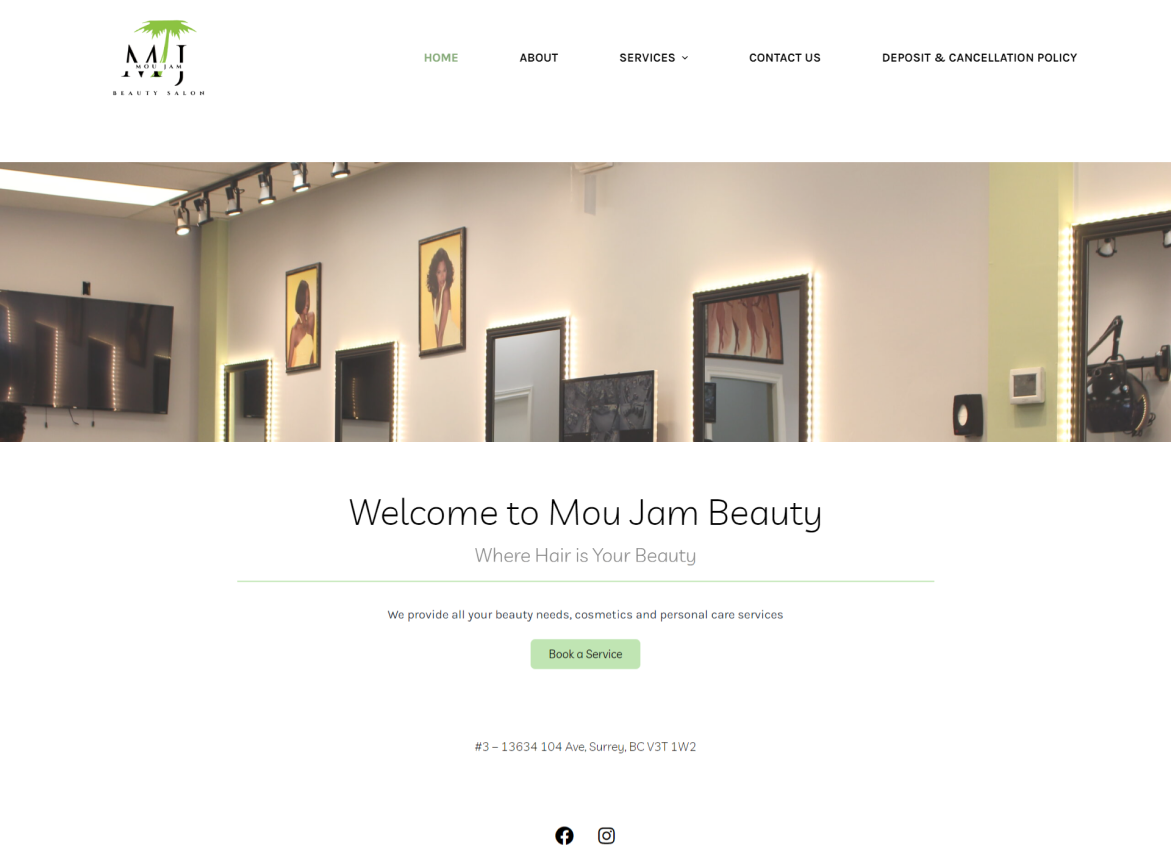 MJ
MOU JAM
BEAUTY SALON
HOME
ABOUT
SERVICES
CONTACT US
DEPOSIT & CANCELLATION POLICY
Welcome to Mou Jam Beauty
Where Hair is Your Beauty
We provide all your beauty needs, cosmetics and personal care services
Book a Service
#3 – 13634 104 Ave, Surrey, BC V3T 1W2